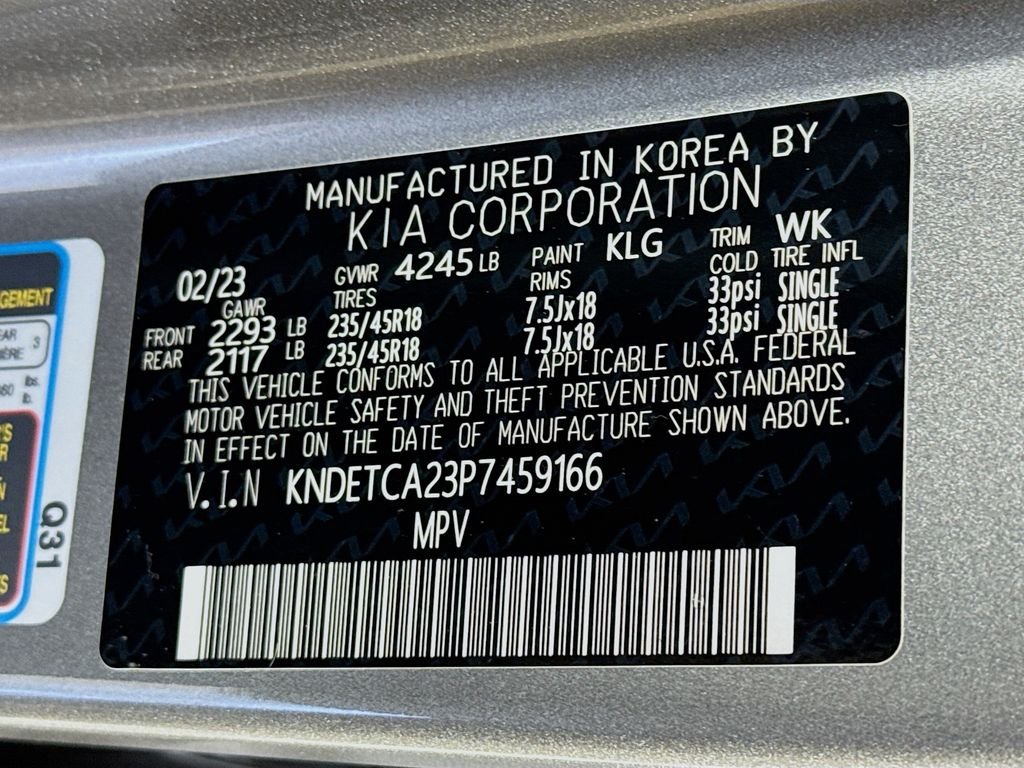 MANUFACTURED IN KOREA BY
KIA CORPORATION
02/23 GVWR 4245 LB PAINT KLG TRIM WK
GAWR TIRES RIMS COLD TIRE INFL
FRONT 2293 LB 235/45R18 7.5Jx18 33psi SINGLE
REAR 2117 LB 235/45R18 7.5Jx18 33psi SINGLE
THIS VEHICLE CONFORMS TO ALL APPLICABLE U.S.A. FEDERAL
MOTOR VEHICLE SAFETY AND THEFT PREVENTION STANDARDS
IN EFFECT ON THE DATE OF MANUFACTURE SHOWN ABOVE.
V.I.N KNDETCA23P7459166
MPV
3
lbs.
lb.
Q31